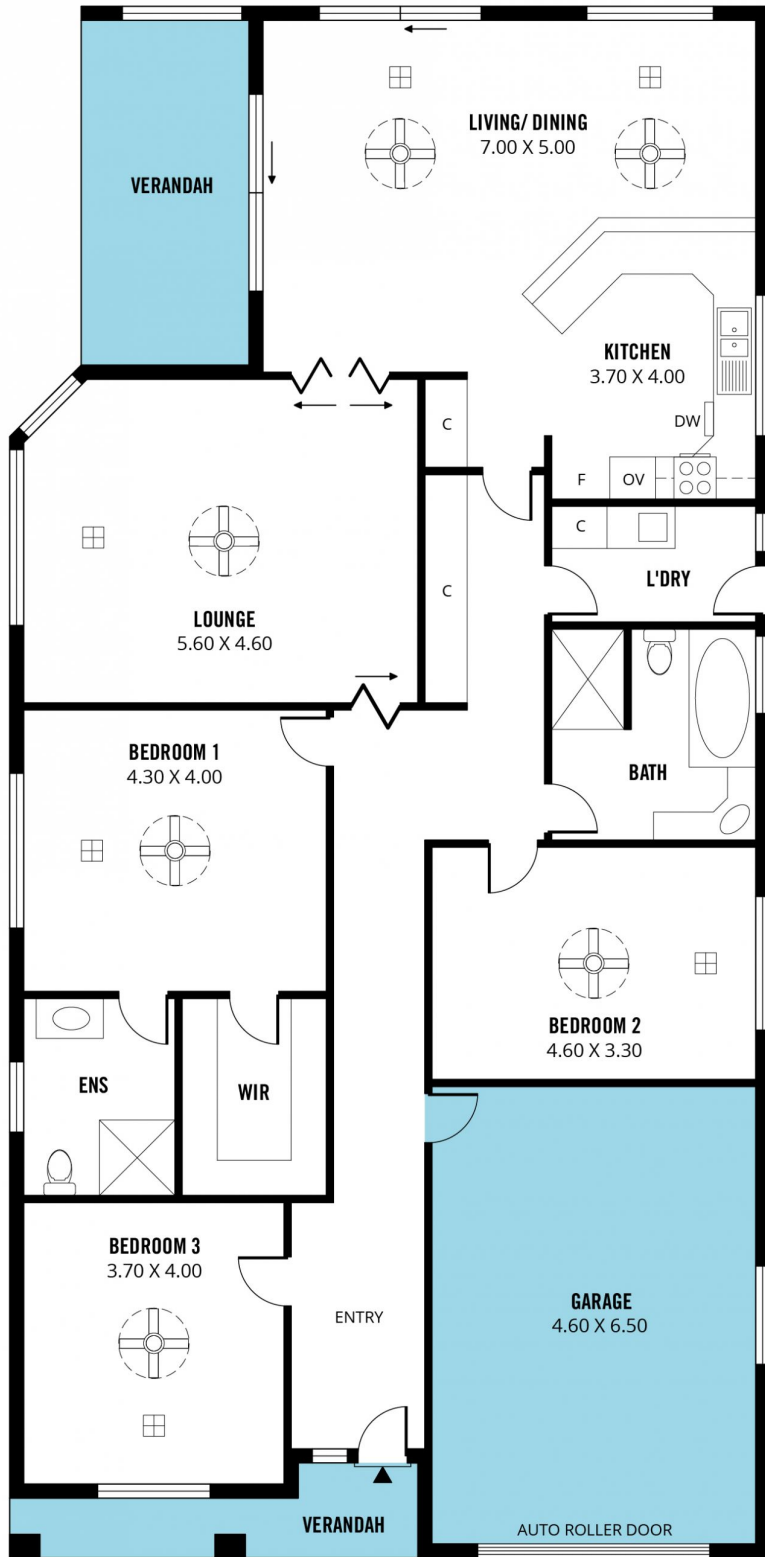 VERANDAH
LIVING/ DINING
7.00 X 5.00
KITCHEN
3.70 X 4.00
DW
F
OV
C
C
C
L'DRY
LOUNGE
5.60 X 4.60
BEDROOM 1
4.30 X 4.00
BATH
BEDROOM 2
4.60 X 3.30
ENS
WIR
BEDROOM 3
3.70 X 4.00
ENTRY
GARAGE
4.60 X 6.50
VERANDAH
AUTO ROLLER DOOR